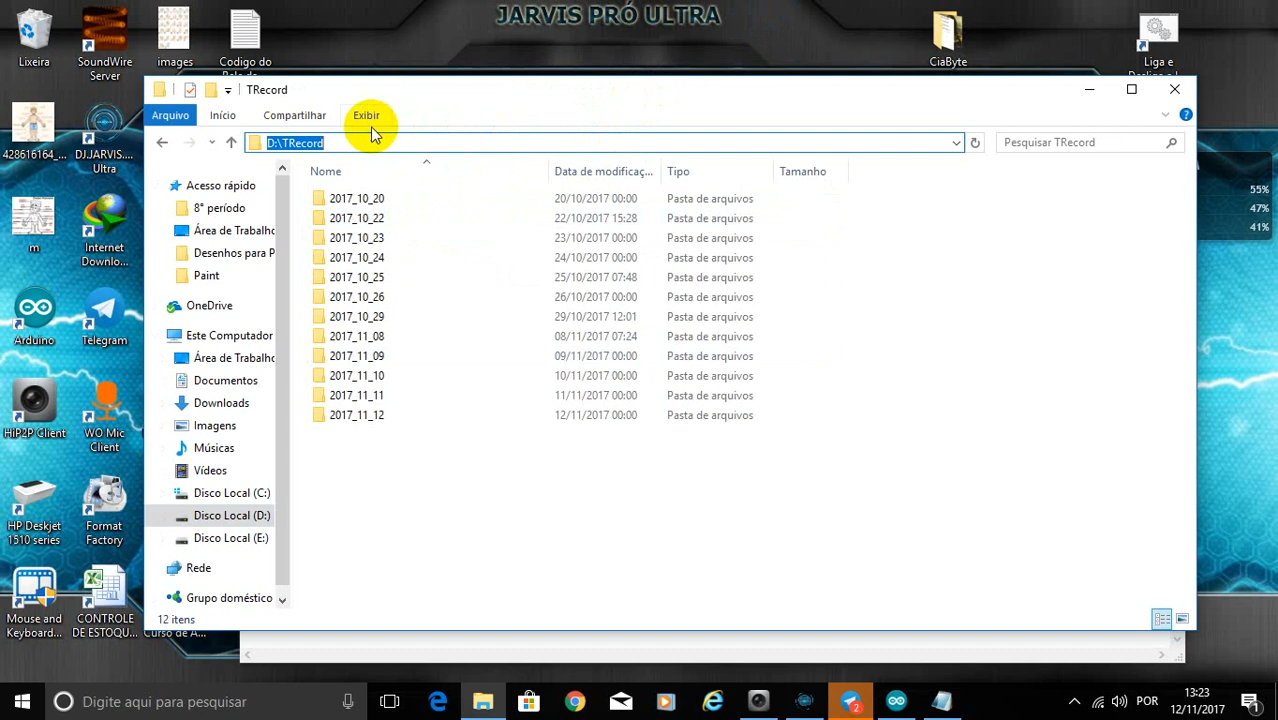 JARVIS PRÓ ULTRA
Lixeira
SoundWire
Server
images
Codigo do
CiaByte
Liga e
TRecord
Arquivo
Início
Compartilhar
Exibir
D:\TRecord
Pesquisar TRecord
428616164_...
DJ.JARVIS....
Ultra
m
Internet
Downlo...
Arduino
Telegram
HiP2P Client
WO Mic
Client
HP Deskjet
1510 series
Format
Factory
Mouse and
Keyboard...
CONTROLE
DE ESTOQU...
Curso de A...
Acesso rápido
8° período
Área de Trabalho
Desenhos para P
Paint
OneDrive
Este Computador
Área de Trabalho
Documentos
Downloads
Imagens
Músicas
Vídeos
Disco Local (C:)
Disco Local (D:)
Disco Local (E:)
Rede
Grupo doméstico
Nome Data de modificaç... Tipo Tamanho
2017_10_20 20/10/2017 00:00 Pasta de arquivos
2017_10_22 22/10/2017 15:28 Pasta de arquivos
2017_10_23 23/10/2017 00:00 Pasta de arquivos
2017_10_24 24/10/2017 00:00 Pasta de arquivos
2017_10_25 25/10/2017 07:48 Pasta de arquivos
2017_10_26 26/10/2017 00:00 Pasta de arquivos
2017_10_29 29/10/2017 12:01 Pasta de arquivos
2017_11_08 08/11/2017 07:24 Pasta de arquivos
2017_11_09 09/11/2017 00:00 Pasta de arquivos
2017_11_10 10/11/2017 00:00 Pasta de arquivos
2017_11_11 11/11/2017 00:00 Pasta de arquivos
2017_11_12 12/11/2017 00:00 Pasta de arquivos
55%
47%
41%
12 itens
Digite aqui para pesquisar
2
POR
13:23
12/11/2017
1